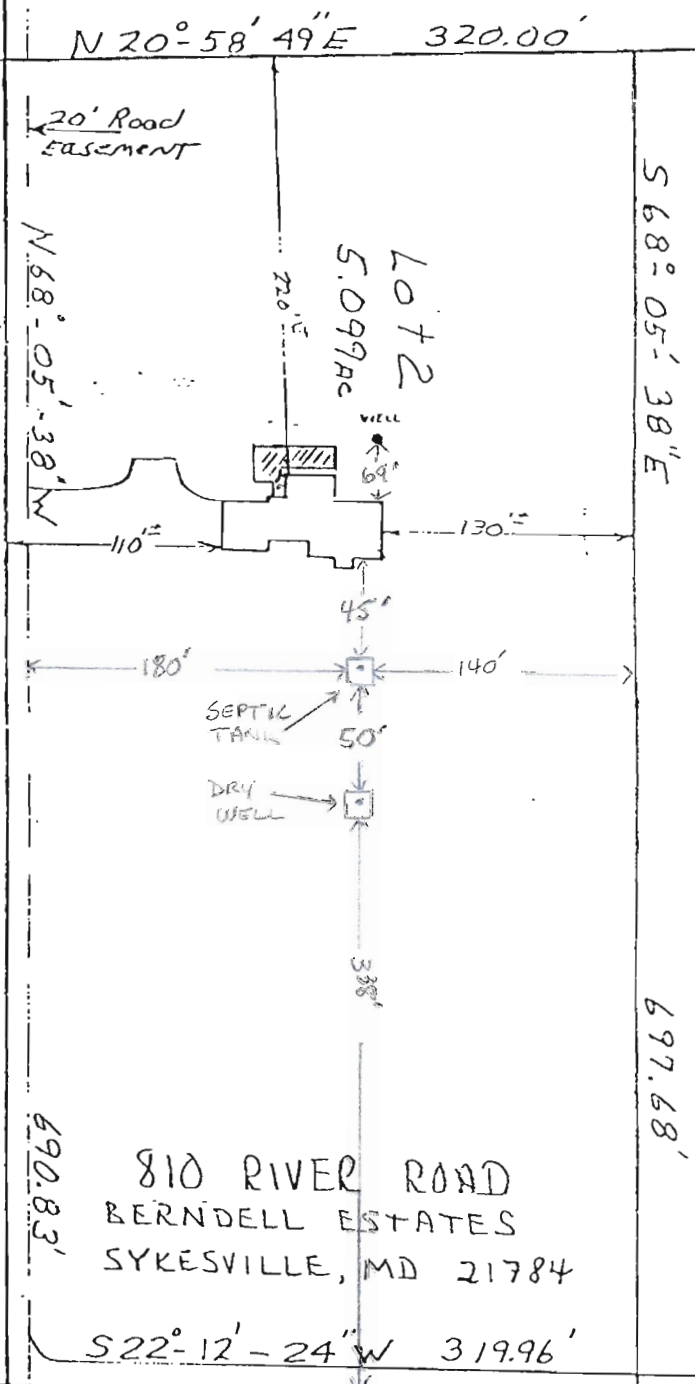 N 20°-58' 49"E 320.00'
20' Road
EASEMENT
S 68°-05'-38"E
N.68°-05'-38"W
220'±
Lot 2
5.099 AC
WELL
69'
110'±
130'±
45'
180'
140'
SEPTIC
TANK
50'
DRY
WELL
338'
697.68'
690.83'
810 RIVER ROAD
BERNDELL ESTATES
SYKESVILLE, MD 21784
S22°-12'-24"W 319.96'